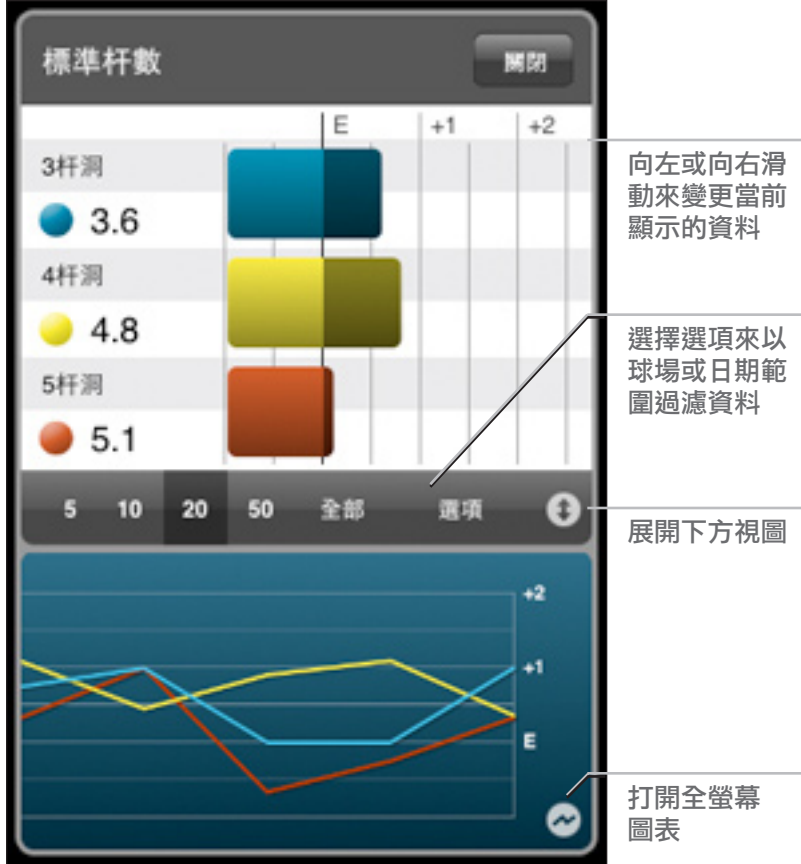 標準杆數
關閉
E +1 +2
3杆洞
3.6
4杆洞
4.8
5杆洞
5.1
5 10 20 50 全部 選項
+2
+1
E
向左或向右滑
動來變更當前
顯示的資料
選擇選項來以
球場或日期範
圍過濾資料
展開下方視圖
打開全螢幕
圖表